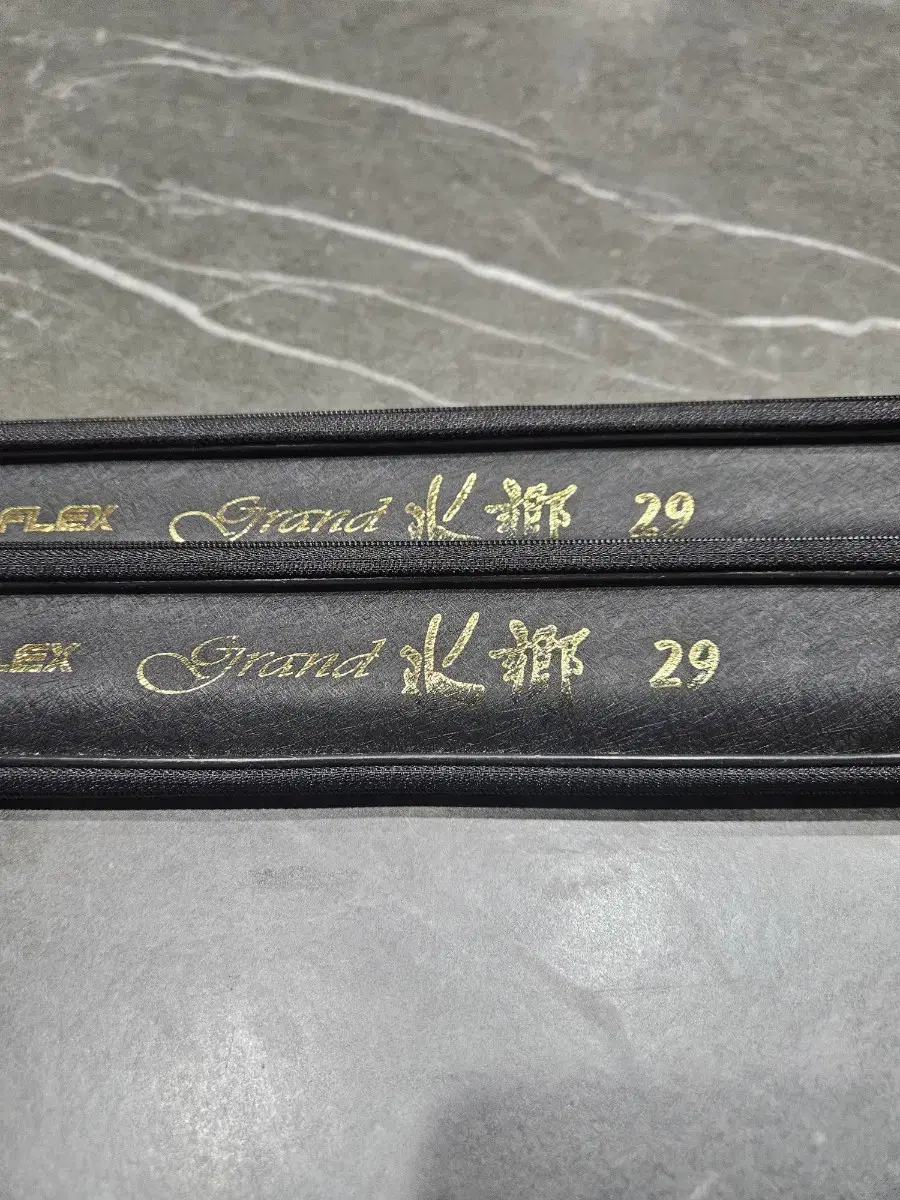 FLEX Grand 水鄕 29
LEX Grand 水鄕 29